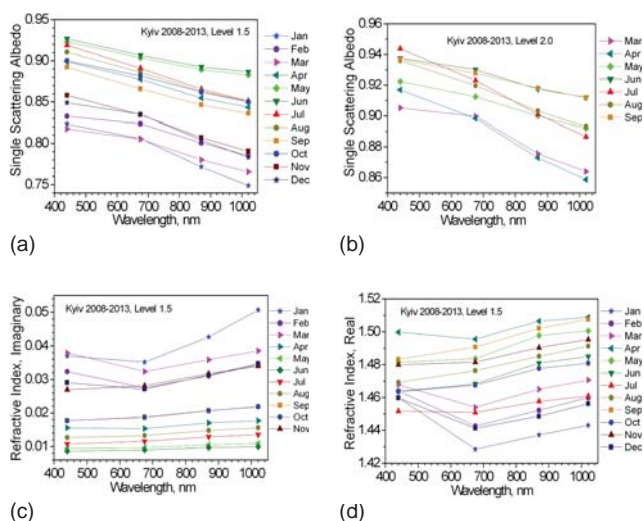 Kyiv 2008-2013, Level 1.5
Single Scattering Albedo
0.95
0.90
0.85
0.80
0.75
400 500 600 700 800 900 1000
Wavelength, nm
Jan
Feb
Mar
Apr
May
Jun
Jul
Aug
Sep
Oct
Nov
Dec
(a)
Kyiv 2008-2013, Level 2.0
Single Scattering Albedo
0.96
0.94
0.92
0.90
0.88
0.86
400 500 600 700 800 900 1000
Wavelength, nm
Mar
Apr
May
Jun
Jul
Aug
Sep
(b)
Kyiv 2008-2013, Level 1.5
Refractive Index, Imaginary
0.05
0.04
0.03
0.02
0.01
400 500 600 700 800 900 1000
Wavelength, nm
Jan
Feb
Mar
Apr
May
Jun
Jul
Aug
Sep
Oct
Nov
(c)
Kyiv 2008-2013, Level 1.5
Refractive Index, Real
1.52
1.50
1.48
1.46
1.44
1.42
400 500 600 700 800 900 1000
Wavelength, nm
Jan
Feb
Mar
Apr
May
Jun
Jul
Aug
Sep
Oct
Nov
Dec
(d)